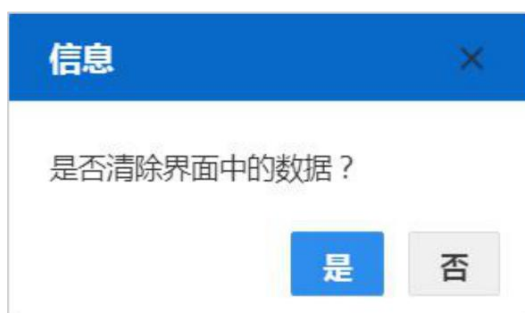 信息
是否清除界面中的数据？
是 否